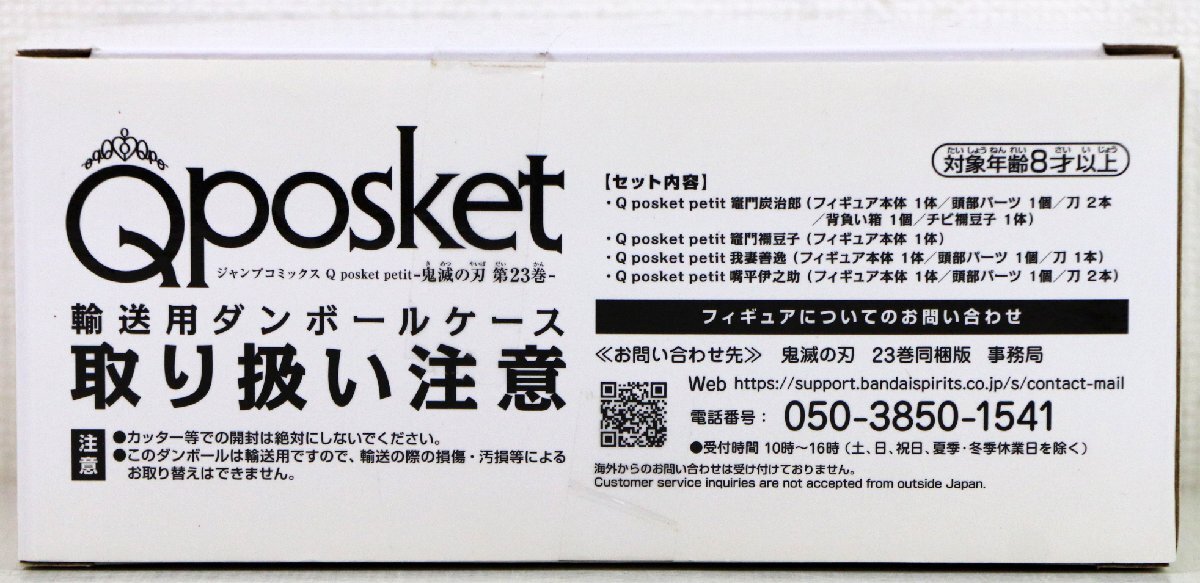 Qposket
ジャンプコミックス Q posket petit-鬼滅の刃 第23巻-
輸送用ダンボールケース
取り扱い注意
注意
●カッター等での開封は絶対にしないでください。
●このダンボールは輸送用ですので、輸送の際の損傷・汚損等による
お取り替えはできません。
対象年齢8才以上
【セット内容】
・Q posket petit 竈門炭治郎（フィギュア本体 1体／頭部パーツ 1個／刀 2本
／背負い箱 1個／チビ禰豆子 1体）
・Q posket petit 竈門禰豆子（フィギュア本体 1体）
・Q posket petit 我妻善逸（フィギュア本体 1体／頭部パーツ 1個／刀 1本）
・Q posket petit 嘴平伊之助（フィギュア本体 1体／頭部パーツ 1個／刀 2本）
フィギュアについてのお問い合わせ
≪お問い合わせ先≫ 鬼滅の刃 23巻同梱版 事務局
Web https://support.bandaispirits.co.jp/s/contact-mail
電話番号： 050-3850-1541
●受付時間 10時〜16時（土、日、祝日、夏季・冬季休業日を除く）
海外からのお問い合わせは受け付けておりません。
Customer service inquiries are not accepted from outside Japan.